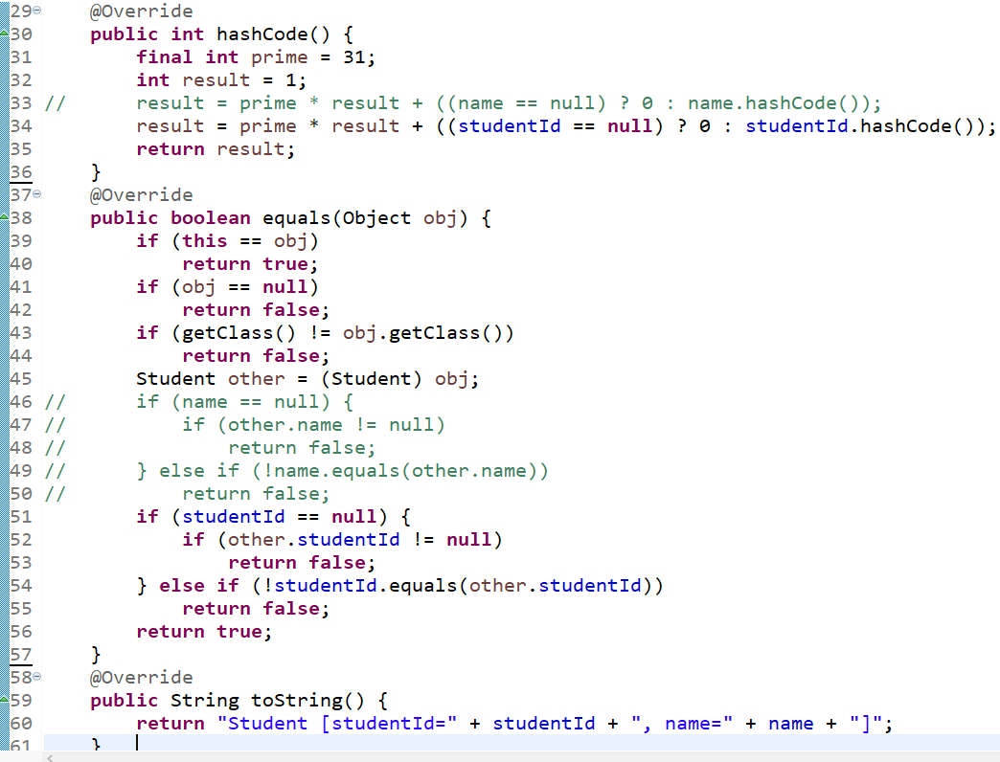 29 @Override
30 public int hashCode() {
31 final int prime = 31;
32 int result = 1;
33 // result = prime * result + ((name == null) ? 0 : name.hashCode());
34 result = prime * result + ((studentId == null) ? 0 : studentId.hashCode());
35 return result;
36 }
37 @Override
38 public boolean equals(Object obj) {
39 if (this == obj)
40 return true;
41 if (obj == null)
42 return false;
43 if (getClass() != obj.getClass())
44 return false;
45 Student other = (Student) obj;
46 // if (name == null) {
47 // if (other.name != null)
48 // return false;
49 // } else if (!name.equals(other.name))
50 // return false;
51 if (studentId == null) {
52 if (other.studentId != null)
53 return false;
54 } else if (!studentId.equals(other.studentId))
55 return false;
56 return true;
57 }
58 @Override
59 public String toString() {
60 return "Student [studentId=" + studentId + ", name=" + name + "]";
61 }